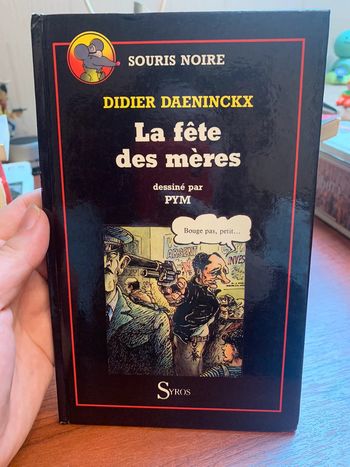 SOURIS NOIRE
DIDIER DAENINCKX
La fête
des mères
dessiné par
PYM
Bouge pas, petit...
SYROS